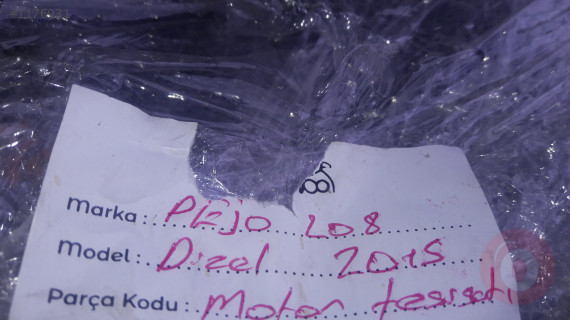 Marka : PEjo 208
Model : Dizel 2015
Parça Kodu : Motor tesisatı